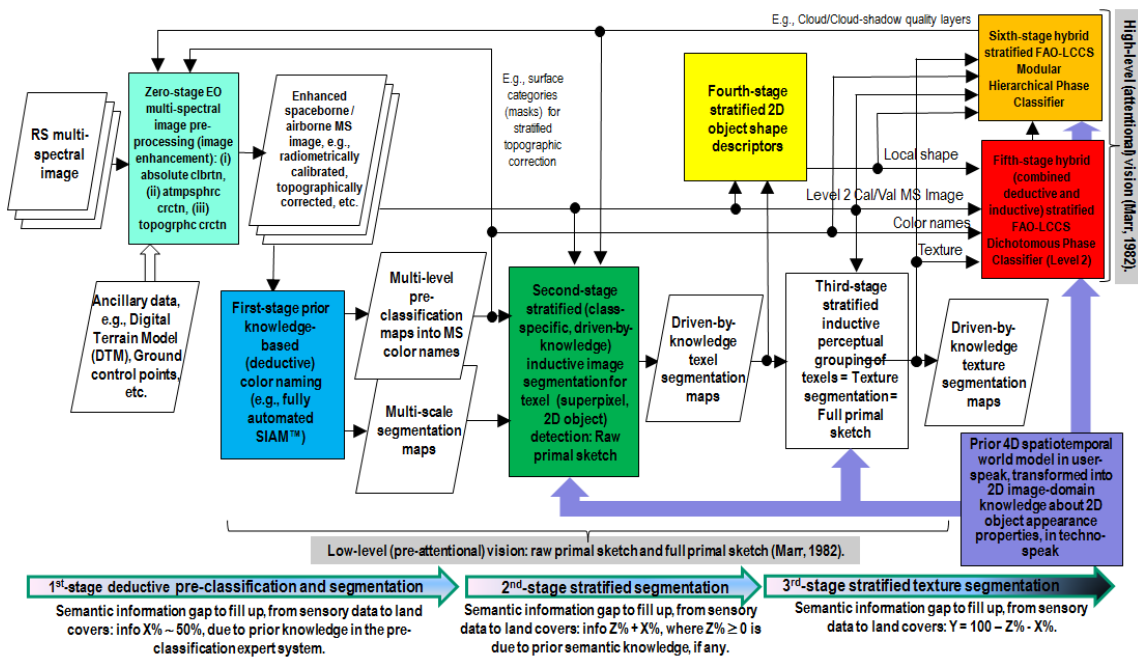 E.g., Cloud/Cloud-shadow quality layers
Sixth-stage hybrid
stratified FAO-LCCS
Modular
Hierarchical Phase
Classifier
High-level (attentional) vision (Marr, 1982).
RS multi-
spectral
image
Zero-stage EO
multi-spectral
image pre-
processing (image
enhancement): (i)
absolute clbrtn,
(ii) atmpsphrc
crctn, (iii)
topogrphc crctn
Enhanced
spaceborne /
airborne MS
image, e.g.,
radiometrically
calibrated,
topographically
corrected, etc.
E.g., surface
categories
(masks) for
stratified
topographic
correction
Fourth-stage
stratified 2D
object shape
descriptors
Local shape
Level 2 Cal/Val MS Image
Color names
Texture
Fifth-stage hybrid
(combined
deductive and
inductive) stratified
FAO-LCCS
Dichotomous Phase
Classifier (Level 2)
Ancillary data,
e.g., Digital
Terrain Model
(DTM), Ground
control points,
etc.
First-stage prior
knowledge-
based
(deductive)
color naming
(e.g., fully
automated
SIAM™)
Multi-level
pre-
classification
maps into MS
color names
Multi-scale
segmentation
maps
Second-stage
stratified (class-
specific, driven-by-
knowledge)
inductive image
segmentation for
texel (superpixel,
2D object)
detection: Raw
primal sketch
Driven-by-
knowledge texel
segmentation
maps
Third-stage
stratified
inductive
perceptual
grouping of
texels = Texture
segmentation =
Full primal
sketch
Driven-by-
knowledge
texture
segmentation
maps
Prior 4D spatiotemporal
world model in user-
speak, transformed into
2D image-domain
knowledge about 2D
object appearance
properties, in techno-
speak
Low-level (pre-attentional) vision: raw primal sketch and full primal sketch (Marr, 1982).
1st-stage deductive pre-classification and segmentation
Semantic information gap to fill up, from sensory data to land
covers: info X% ~ 50%, due to prior knowledge in the pre-
classification expert system.
2nd-stage stratified segmentation
Semantic information gap to fill up, from sensory
data to land covers: info Z% + X%, where Z% ≥ 0 is
due to prior semantic knowledge, if any.
3rd-stage stratified texture segmentation
Semantic information gap to fill up, from sensory
data to land covers: Y = 100 – Z% - X%.